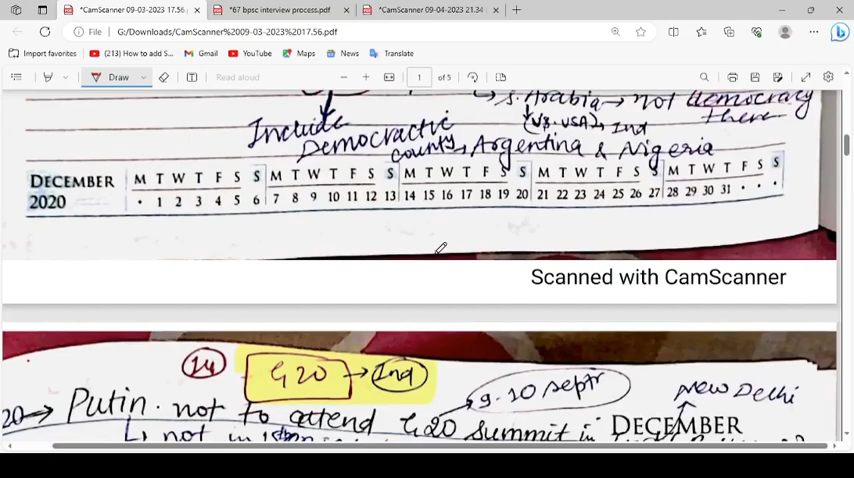 CamScanner 09-03-2023 17.56.p
*67 bpsc interview process.pdf
*CamScanner 09-04-2023 21.34
File
G:/Downloads/CamScanner%2009-03-2023%2017.56.pdf
Import favorites
(213) How to add S...
Gmail
YouTube
Maps
News
Translate
Draw
Read aloud
1
of 5
S. Arabia → not democracy
there
(Vs. USA), Ind
Include
Democractic
county, Argentina & Nigeria
DECEMBER
2020
M T W T F S S M T W T F S S M T W T F S S M T W T F S S M T W T F S S
• 1 2 3 4 5 6 7 8 9 10 11 12 13 14 15 16 17 18 19 20 21 22 23 24 25 26 27 28 29 30 31 • • •
Scanned with CamScanner
14
G20 → Ind
9-10 Septr
New Delhi
20 → Putin. not to attend G20 Summit in
DECEMBER
not in